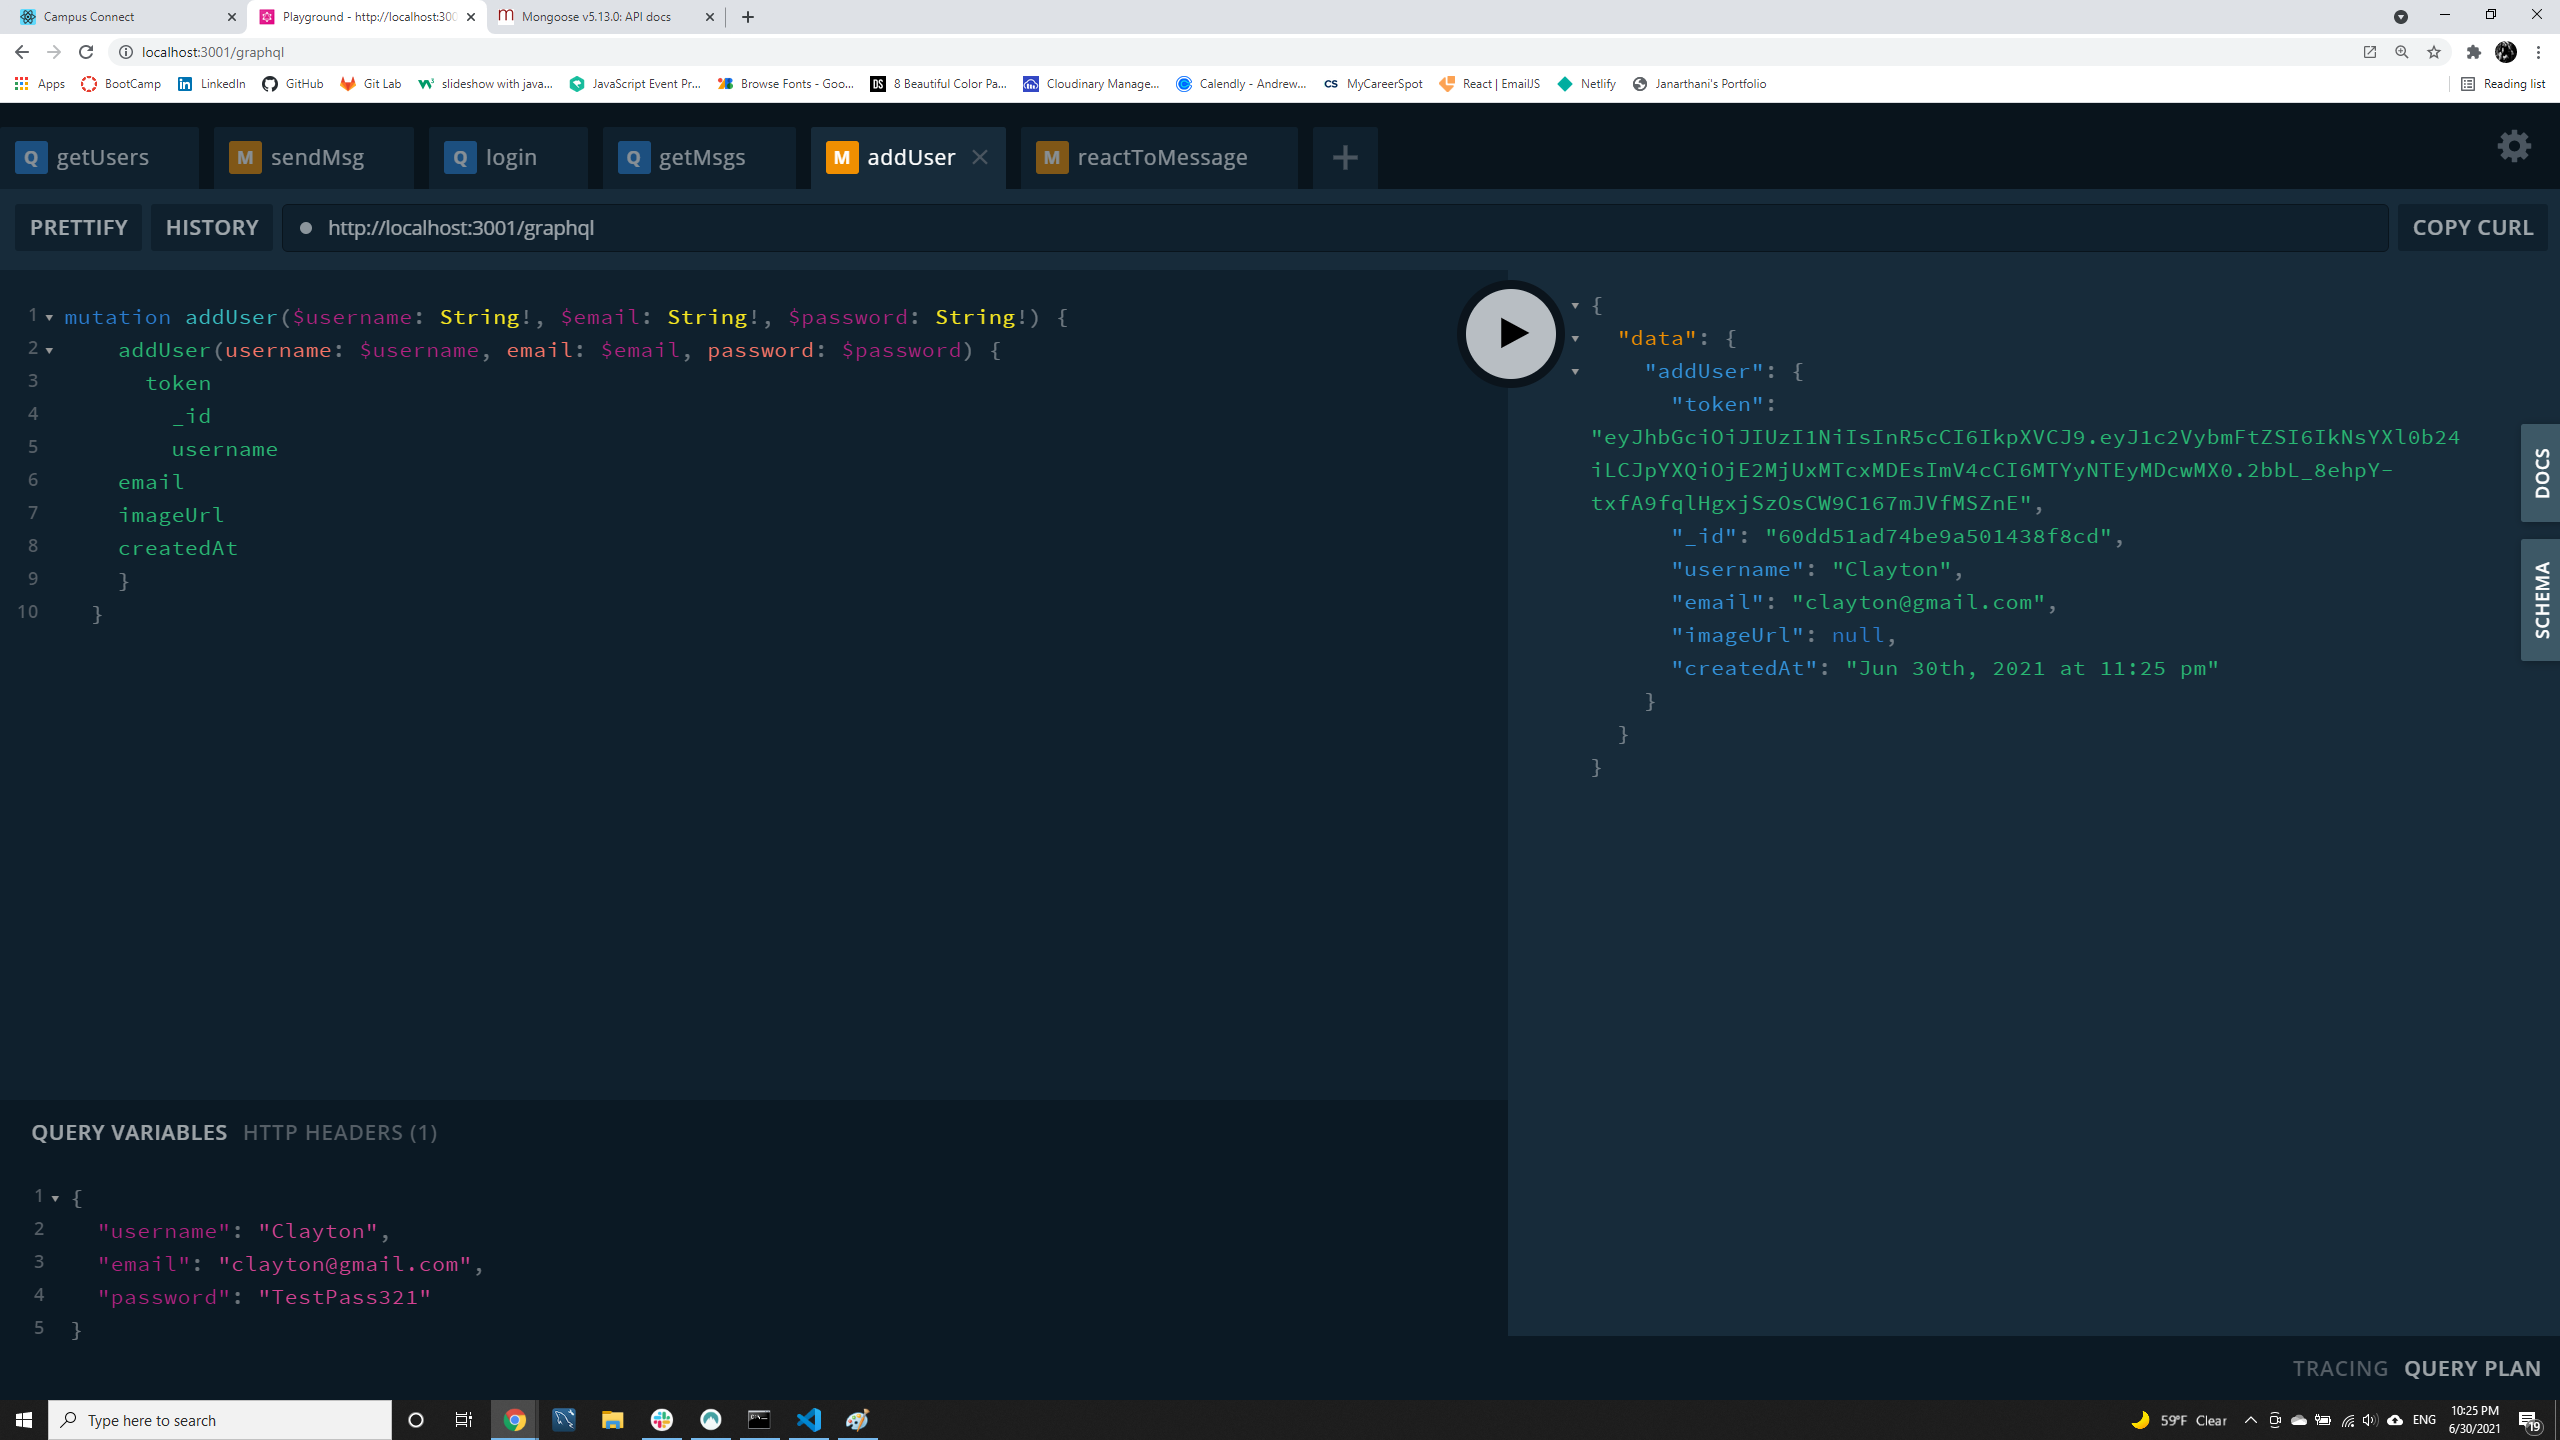 Campus Connect
Playground - http://localhost:300
Mongoose v5.13.0: API docs
localhost:3001/graphql
Apps BootCamp LinkedIn GitHub Git Lab slideshow with java... JavaScript Event Pr... Browse Fonts - Goo... 8 Beautiful Color Pa... Cloudinary Manage... Calendly - Andrew... MyCareerSpot React | EmailJS Netlify Janarthani's Portfolio Reading list
Q getUsers M sendMsg Q login Q getMsgs M addUser M reactToMessage
PRETTIFY HISTORY http://localhost:3001/graphql COPY CURL
1 mutation addUser($username: String!, $email: String!, $password: String!) {
2 addUser(username: $username, email: $email, password: $password) {
3 token
4 _id
5 username
6 email
7 imageUrl
8 createdAt
9 }
10 }
{
"data": {
"addUser": {
"token":
"eyJhbGciOiJIUzI1NiIsInR5cCI6IkpXVCJ9.eyJ1c2VybmFtZSI6IkNsYXl0b24
iLCJpYXQiOjE2MjUxMTcxMDEsImV4cCI6MTYyNTEyMDcwMX0.2bbL_8ehpY-
txfA9fqlHgxjSzOsCW9C167mJVfMSZnE",
"_id": "60dd51ad74be9a501438f8cd",
"username": "Clayton",
"email": "clayton@gmail.com",
"imageUrl": null,
"createdAt": "Jun 30th, 2021 at 11:25 pm"
}
}
}
DOCS
SCHEMA
QUERY VARIABLES HTTP HEADERS (1)
1 {
2 "username": "Clayton",
3 "email": "clayton@gmail.com",
4 "password": "TestPass321"
5 }
TRACING QUERY PLAN
Type here to search
59°F Clear
ENG
10:25 PM
6/30/2021
19